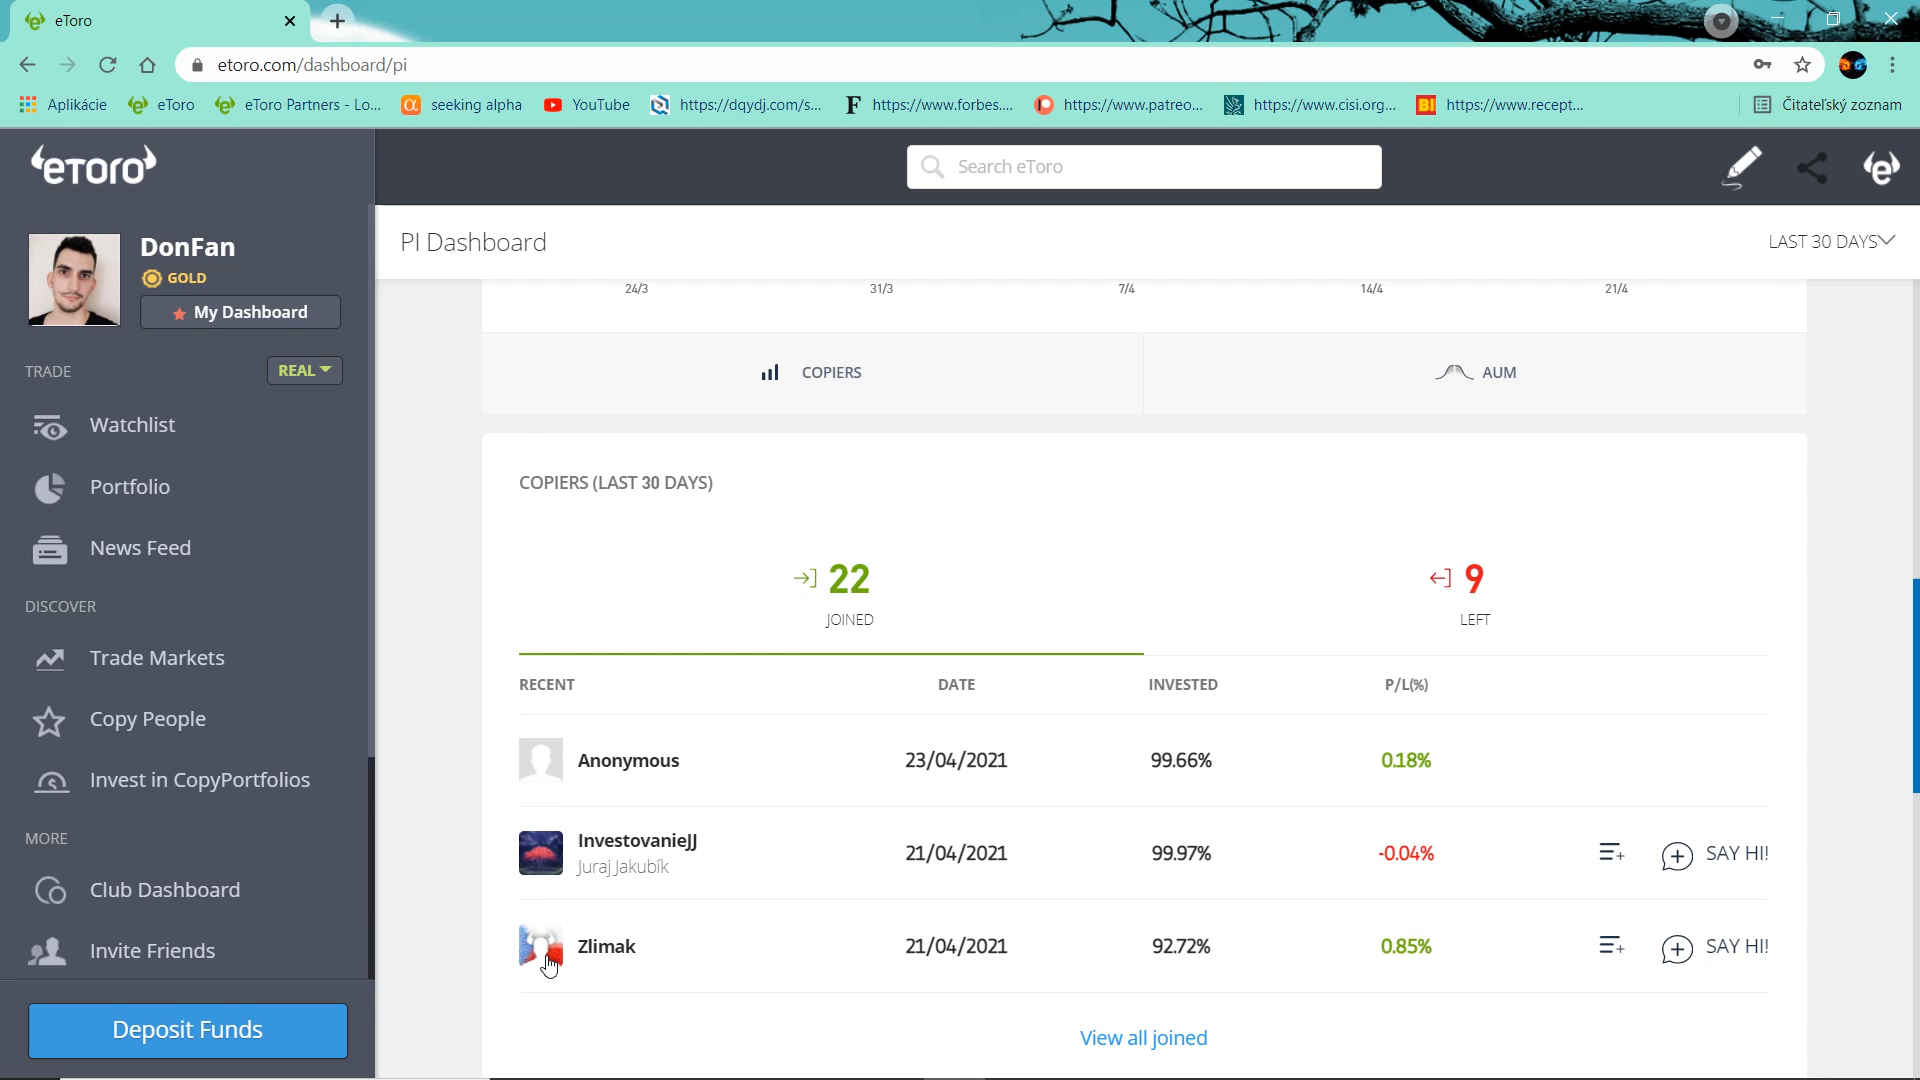 eToro
etoro.com/dashboard/pi
Aplikácie
eToro
eToro Partners - Lo...
seeking alpha
YouTube
https://dqydj.com/s...
https://www.forbes....
https://www.patreo...
https://www.cisi.org...
https://www.recept...
Čitateľský zoznam
eToro
Search eToro
DonFan
GOLD
My Dashboard
PI Dashboard
LAST 30 DAYS
24/3
31/3
7/4
14/4
21/4
TRADE
REAL
Watchlist
Portfolio
News Feed
DISCOVER
Trade Markets
Copy People
Invest in CopyPortfolios
MORE
Club Dashboard
Invite Friends
Deposit Funds
COPIERS
AUM
COPIERS (LAST 30 DAYS)
22
JOINED
9
LEFT
RECENT DATE INVESTED P/L(%)
Anonymous 23/04/2021 99.66% 0.18%
InvestovanieJJ 21/04/2021 99.97% -0.04% SAY HI!
Juraj Jakubík
Zlimak 21/04/2021 92.72% 0.85% SAY HI!
View all joined